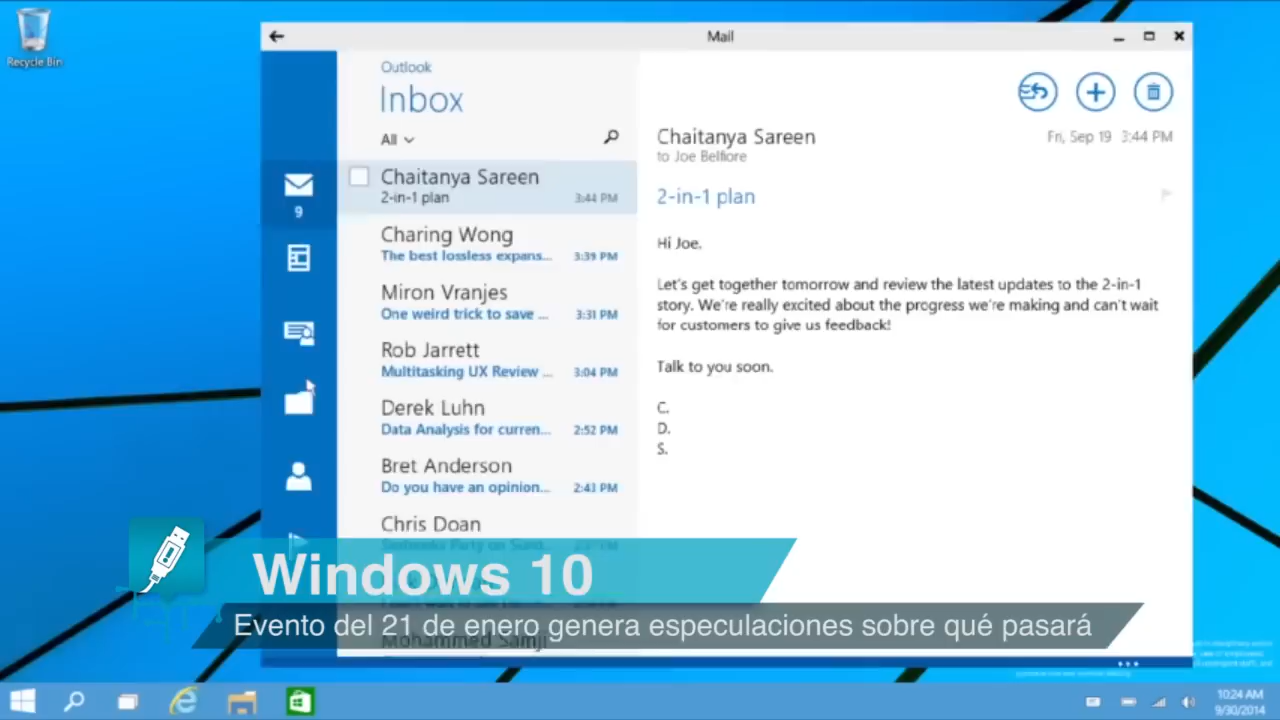 Recycle Bin
Mail
Outlook
Inbox
All
Chaitanya Sareen
2-in-1 plan 3:44 PM
Charing Wong
The best lossless expans... 3:39 PM
Miron Vranjes
One weird trick to save ... 3:31 PM
Rob Jarrett
Multitasking UX Review ... 3:04 PM
Derek Luhn
Data Analysis for curren... 2:52 PM
Bret Anderson
Do you have an opinion... 2:43 PM
Chris Doan
Mohammed Samji
9
Chaitanya Sareen
Fri, Sep 19 3:44 PM
to Joe Belfiore
2-in-1 plan
Hi Joe,
Let's get together tomorrow and review the latest updates to the 2-in-1
story. We're really excited about the progress we're making and can't wait
for customers to give us feedback!
Talk to you soon.
C.
D.
S.
Windows 10
Evento del 21 de enero genera especulaciones sobre qué pasará
10:24 AM
9/30/2014